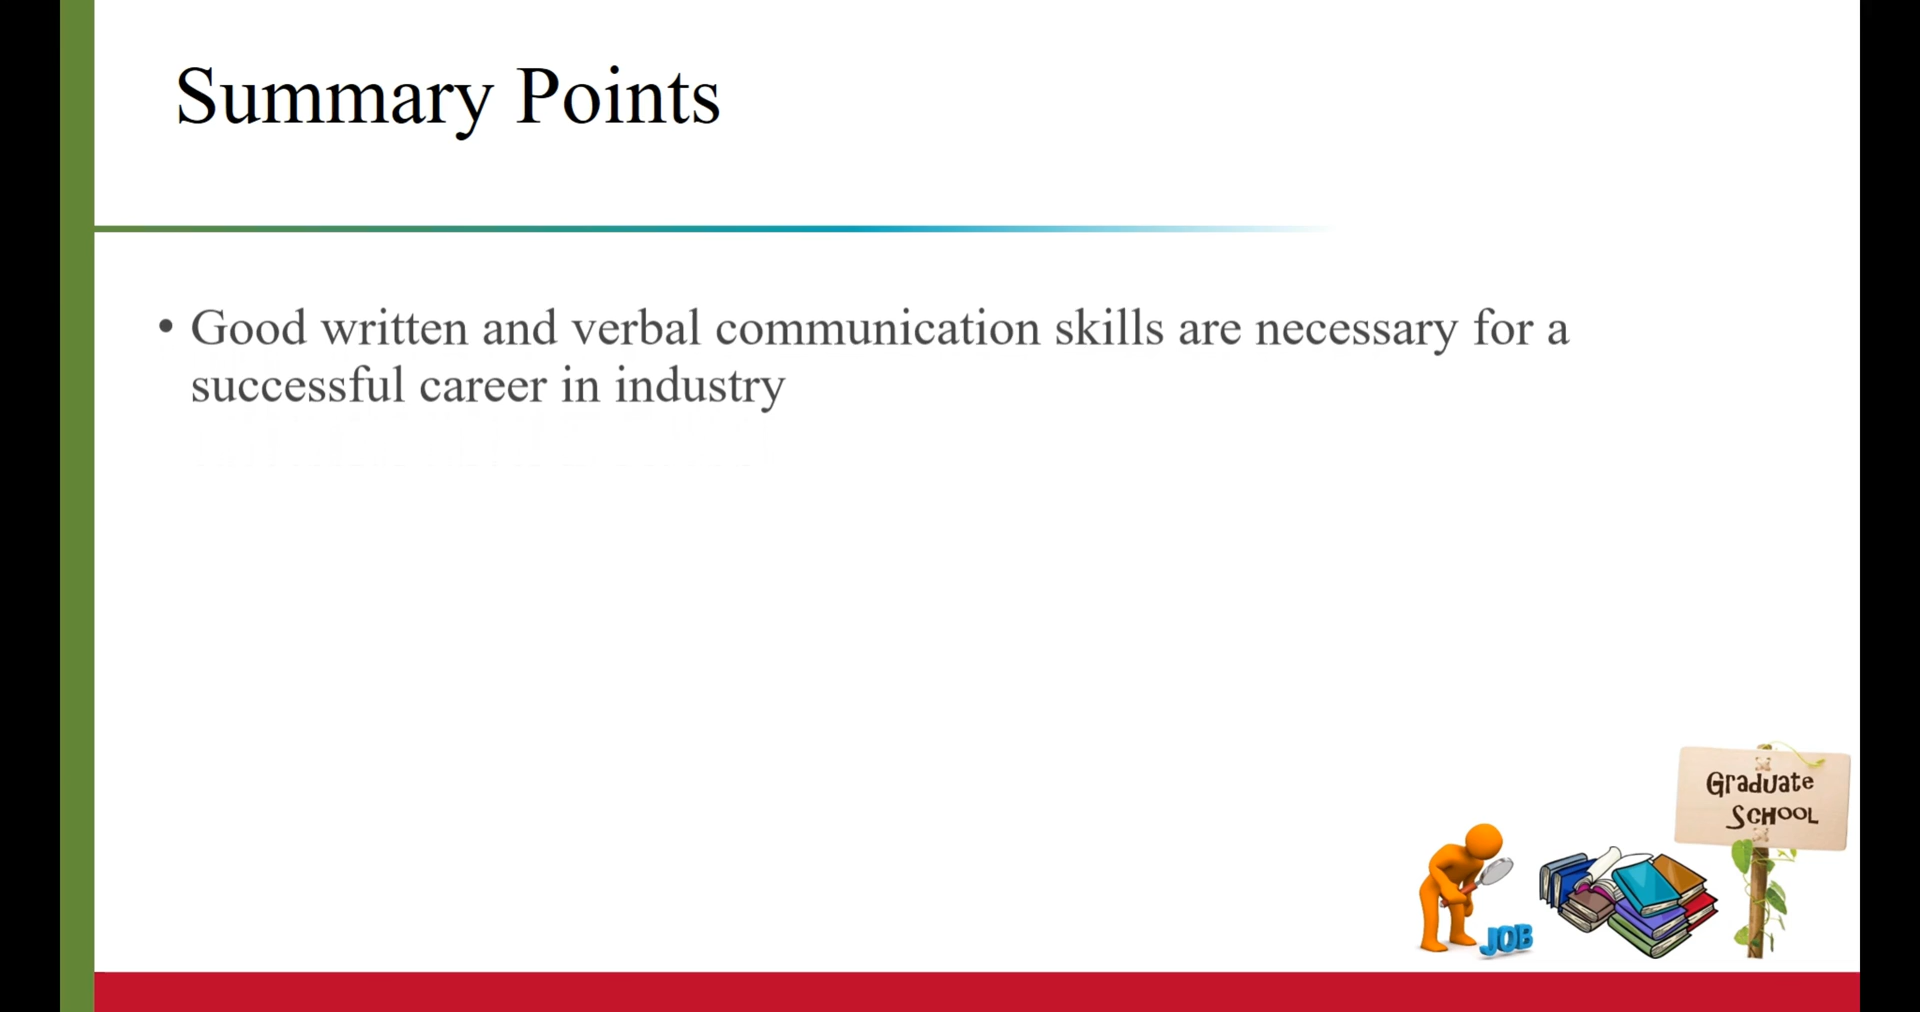 Summary Points
• Good written and verbal communication skills are necessary for a
successful career in industry
Graduate
SCHOOL
JOB